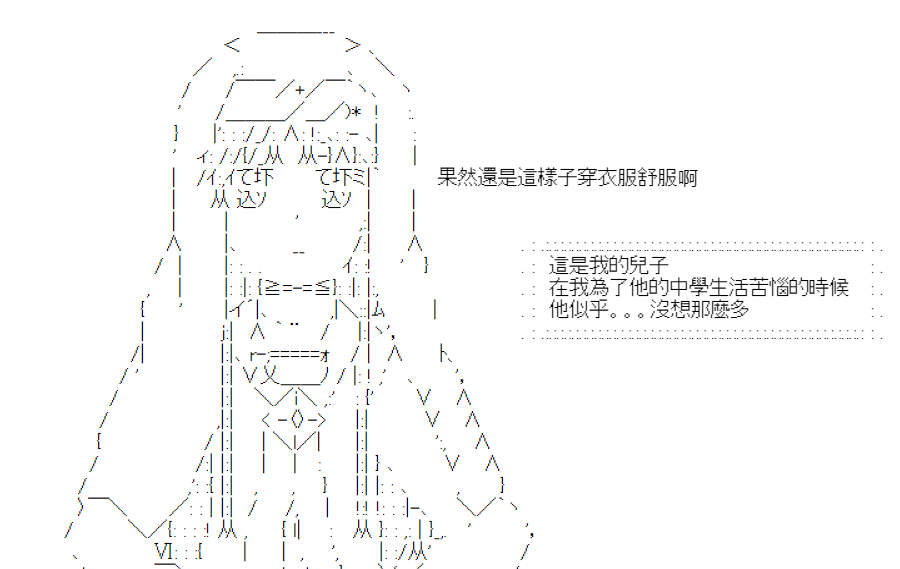 果然還是這樣子穿衣服舒服啊
這是我的兒子
在我為了他的中學生活苦惱的時候
他似乎。。。沒想那麼多